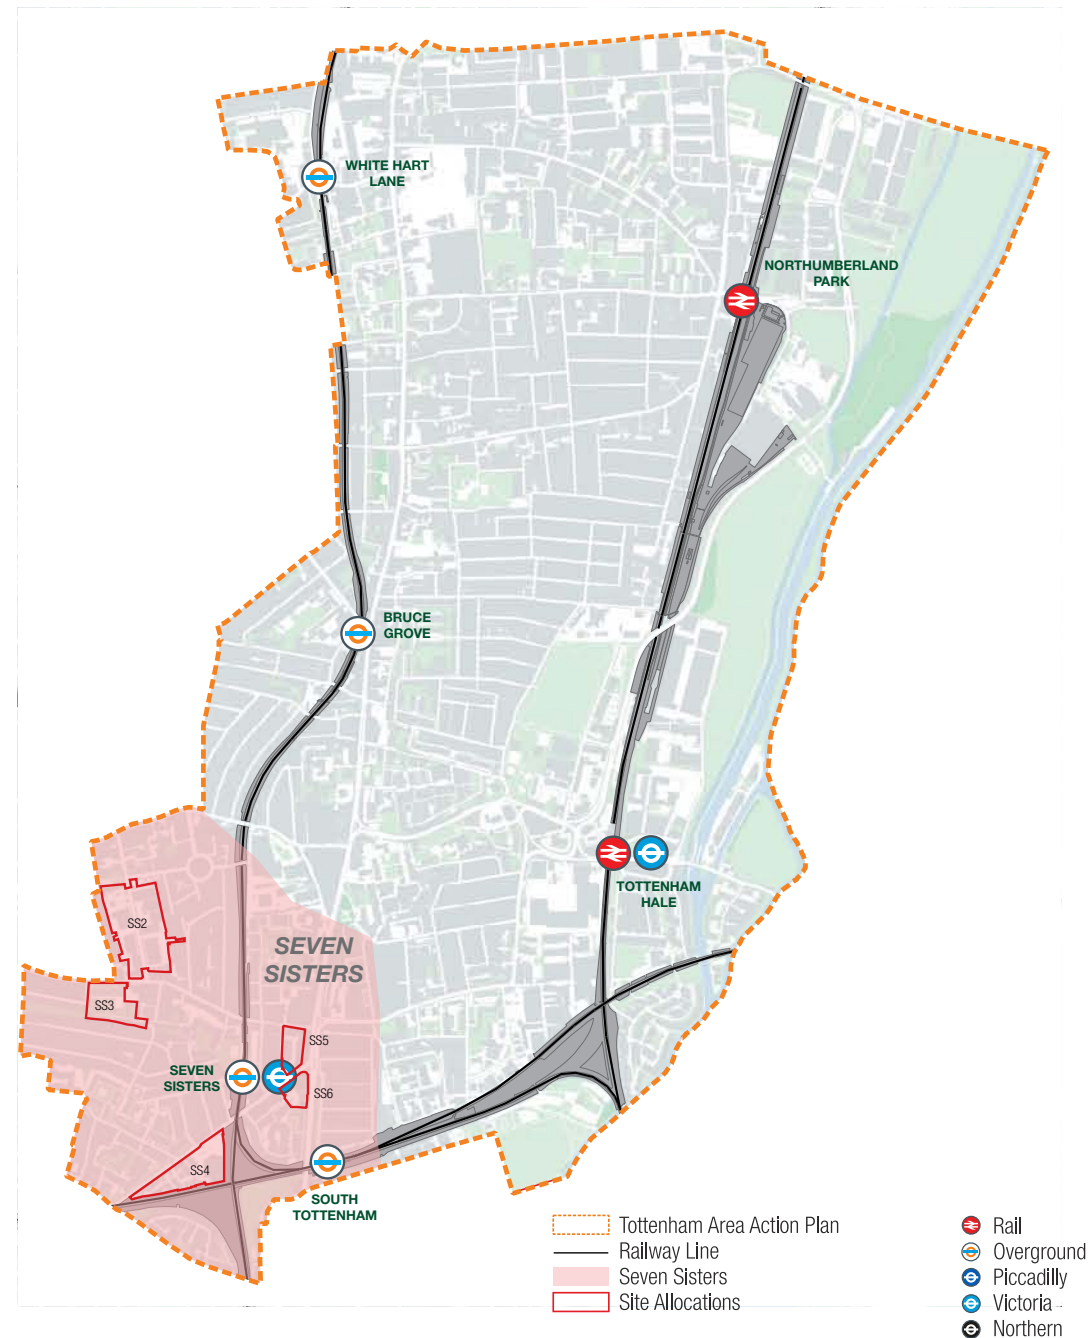 WHITE HART
LANE
NORTHUMBERLAND
PARK
BRUCE
GROVE
TOTTENHAM
HALE
SS2
SEVEN
SISTERS
SS3
SS5
SEVEN
SISTERS
SS6
SS4
SOUTH
TOTTENHAM
Tottenham Area Action Plan
Railway Line
Seven Sisters
Site Allocations
Rail
Overground
Piccadilly
Victoria
Northern